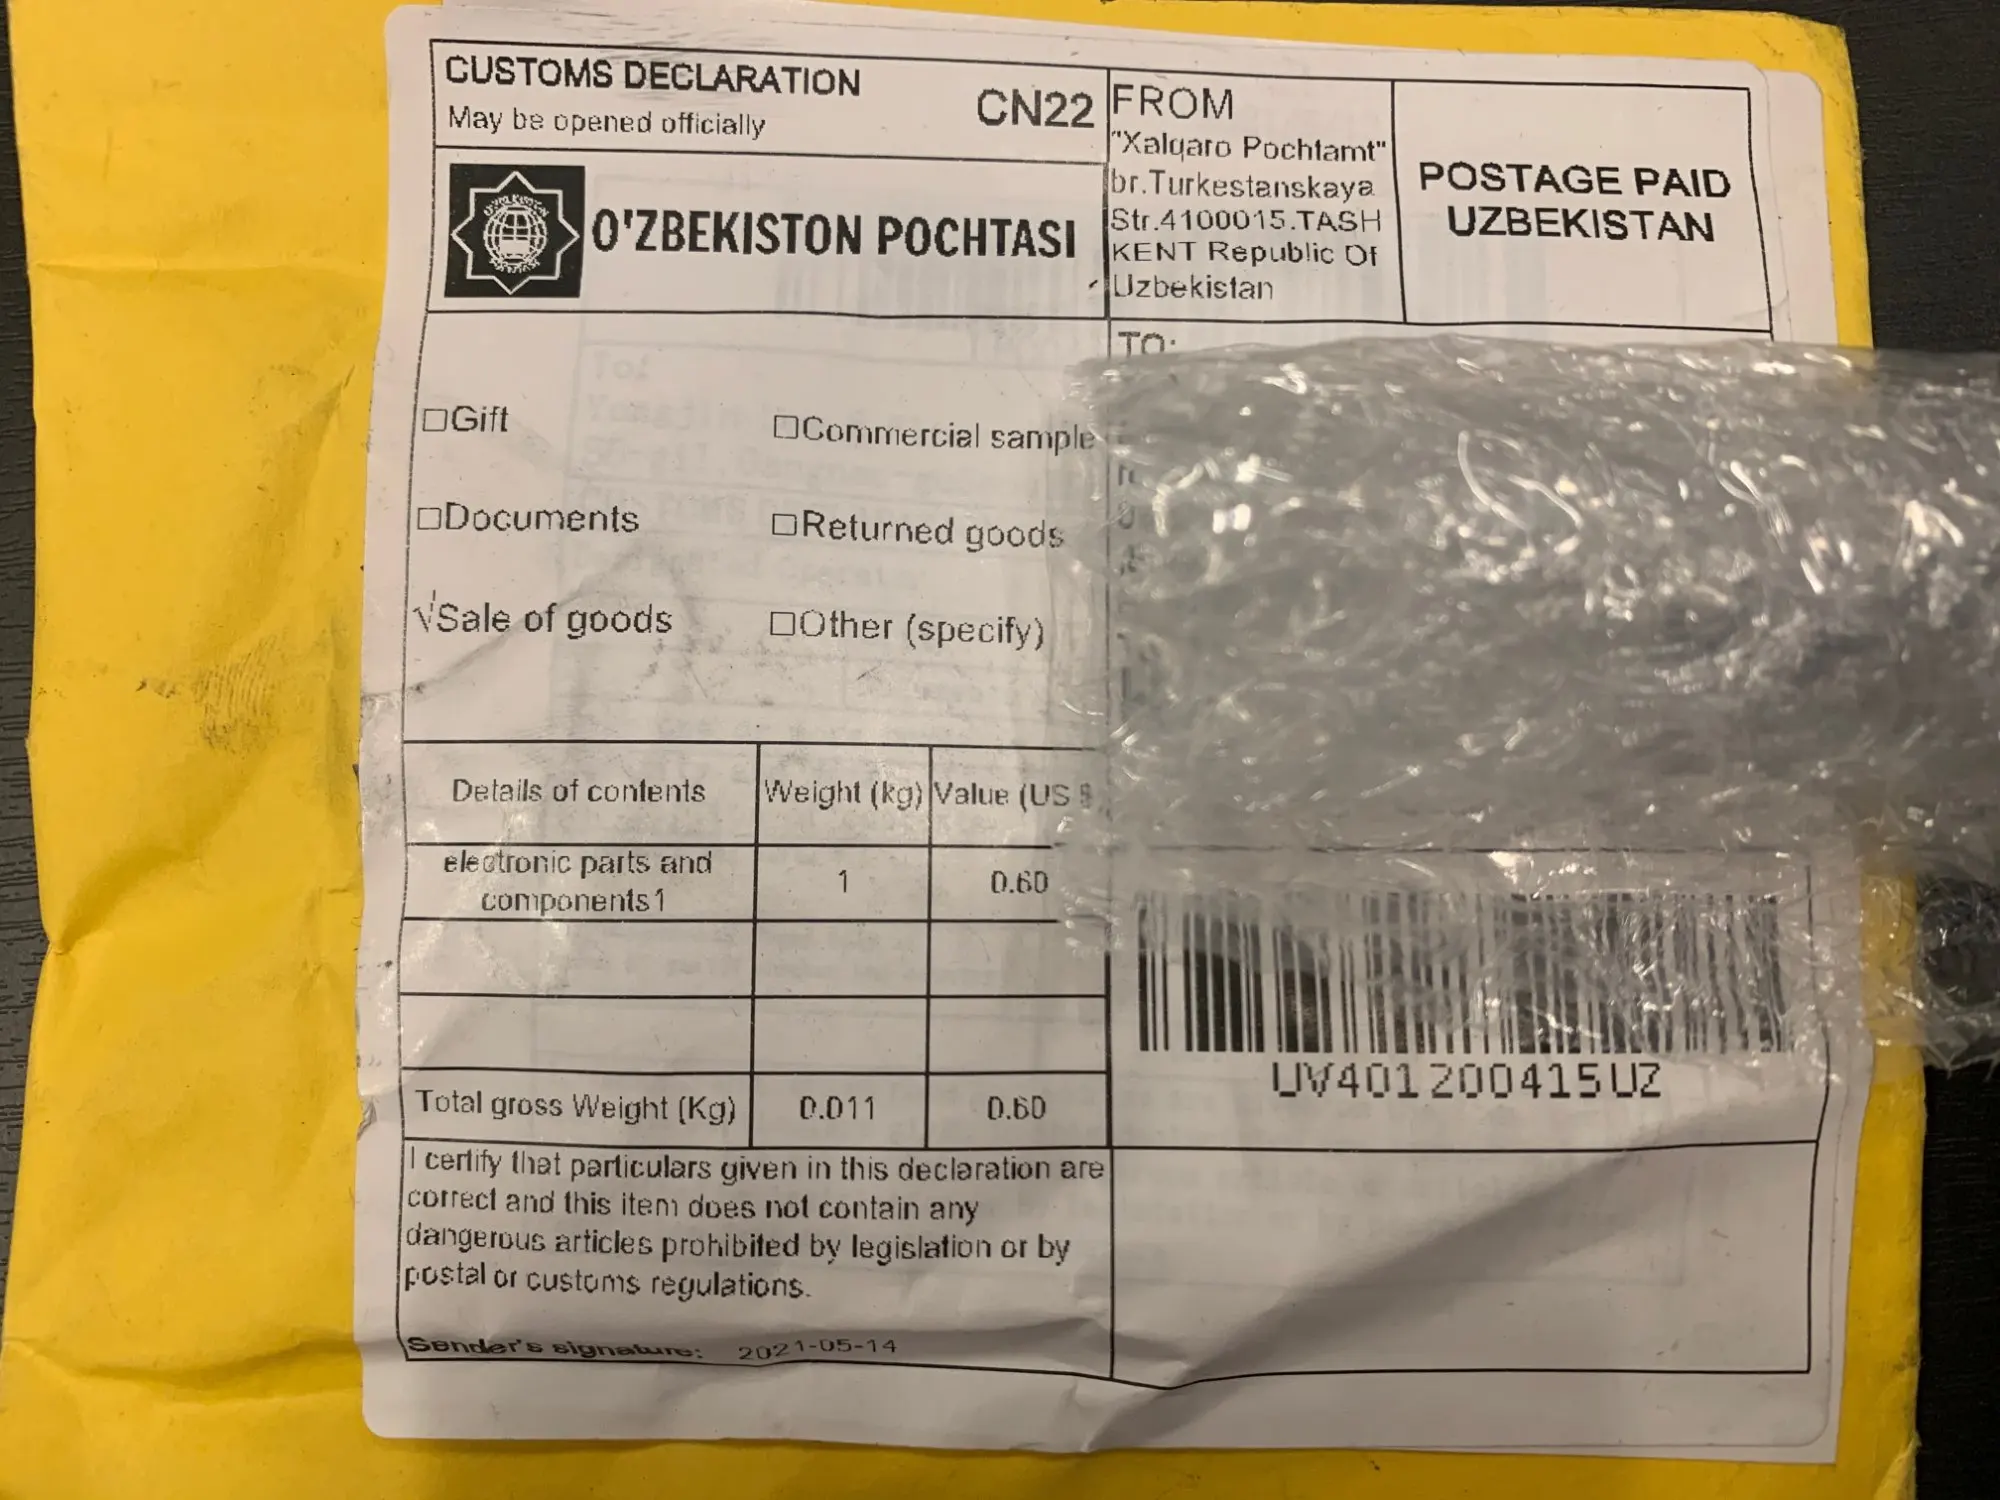 CUSTOMS DECLARATION
May be opened officially
CN22
O'ZBEKISTON POCHTASI
FROM
"Xalqaro Pochtamt"
br.Turkestanskaya
Str.4100015.TASH
KENT Republic Of
Uzbekistan
POSTAGE PAID
UZBEKISTAN
TO:
□Gift
□Commercial sample
□Documents
□Returned goods
√Sale of goods
□Other (specify)
Details of contents
Weight (kg)
Value (US $
electronic parts and
components1
1
0.60
Total gross Weight (Kg)
0.011
0.60
UV401200415UZ
I certify that particulars given in this declaration are
correct and this item does not contain any
dangerous articles prohibited by legislation or by
postal or customs regulations.
Sender's signature: 2021-05-14